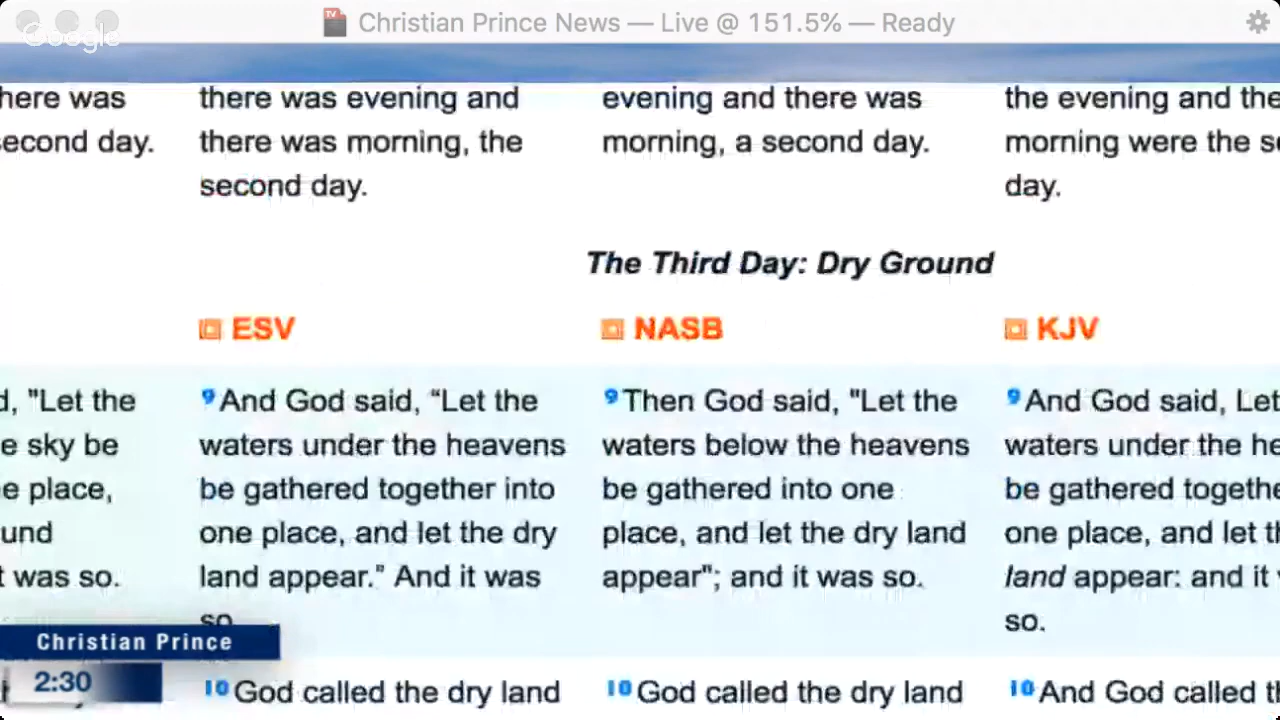 TV Christian Prince News — Live @ 151.5% — Ready
Google
here was
second day.
there was evening and
there was morning, the
second day.
evening and there was
morning, a second day.
the evening and the
morning were the se
day.
The Third Day: Dry Ground
ESV
NASB
KJV
d, "Let the
e sky be
e place,
und
t was so.
9 And God said, “Let the
waters under the heavens
be gathered together into
one place, and let the dry
land appear.” And it was
so.
9 Then God said, "Let the
waters below the heavens
be gathered into one
place, and let the dry land
appear"; and it was so.
9 And God said, Let
waters under the he
be gathered togethe
one place, and let th
land appear: and it
so.
Christian Prince
2:30
10 God called the dry land
10 God called the dry land
10 And God called t